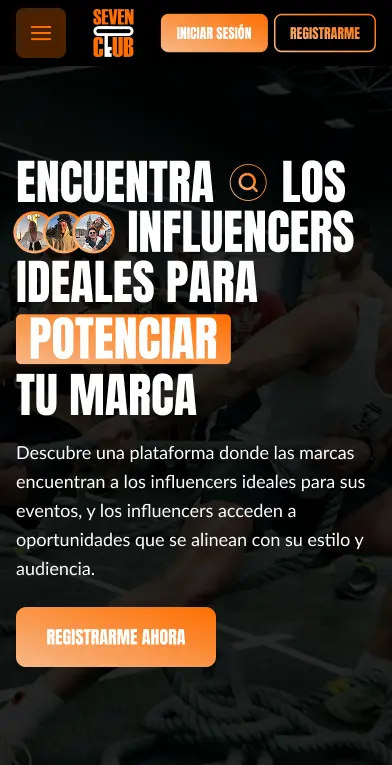 SEVEN
CLUB
INICIAR SESIÓN
REGISTRARME
ENCUENTRA LOS
INFLUENCERS
IDEALES PARA
POTENCIAR
TU MARCA
Descubre una plataforma donde las marcas
encuentran a los influencers ideales para sus
eventos, y los influencers acceden a
oportunidades que se alinean con su estilo y
audiencia.
REGISTRARME AHORA